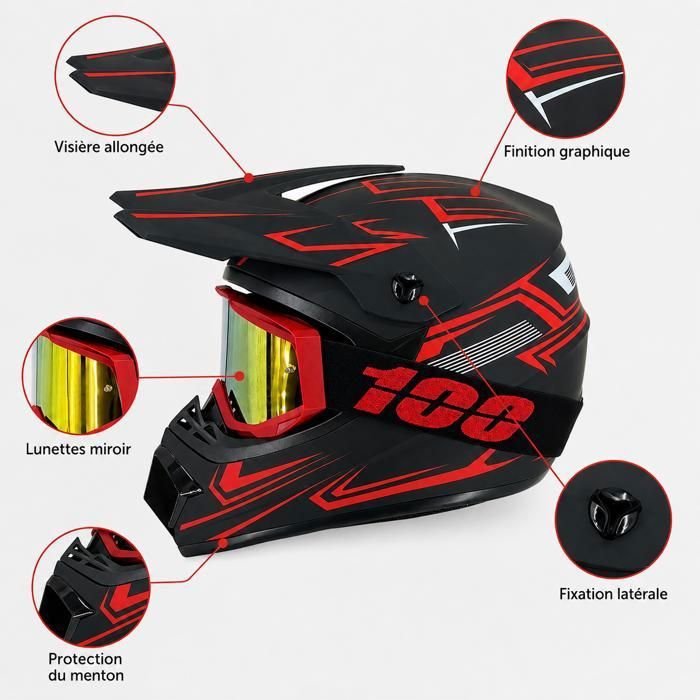 Visière allongée
Finition graphique
100
Lunettes miroir
Fixation latérale
Protection
du menton